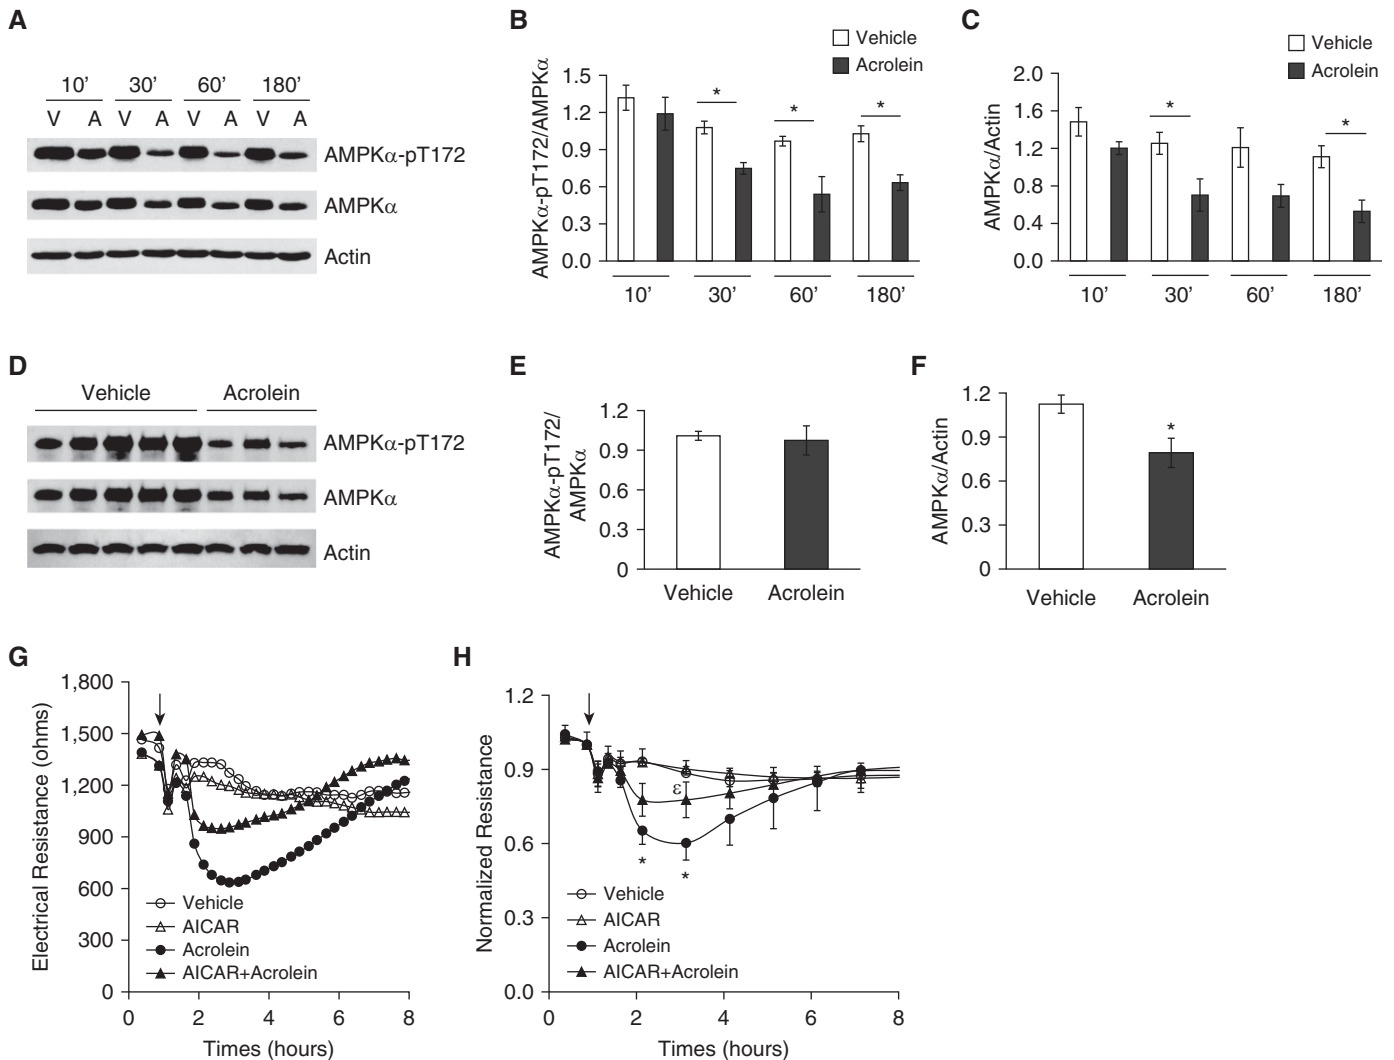 A
10’ 30’ 60’ 180’
V A V A V A V A
AMPKα-pT172
AMPKα
Actin
B
Vehicle
Acrolein
AMPKα-pT172/AMPKα
1.5
1.2
0.9
0.6
0.3
0.0
* * *
10’ 30’ 60’ 180’
C
Vehicle
Acrolein
AMPKα/Actin
2.0
1.6
1.2
0.8
0.4
0.0
* *
10’ 30’ 60’ 180’
D
Vehicle Acrolein
AMPKα-pT172
AMPKα
Actin
E
AMPKα-pT172/
AMPKα
1.2
0.9
0.6
0.3
0
Vehicle Acrolein
F
AMPKα/Actin
1.2
0.9
0.6
0.3
0
*
Vehicle Acrolein
G
Electrical Resistance (ohms)
1,800
1,500
1,200
900
600
300
0
Vehicle
AICAR
Acrolein
AICAR+Acrolein
0 2 4 6 8
Times (hours)
H
Normalized Resistance
1.2
0.9
0.6
0.3
0.0
ε
*
*
Vehicle
AICAR
Acrolein
AICAR+Acrolein
0 2 4 6 8
Times (hours)